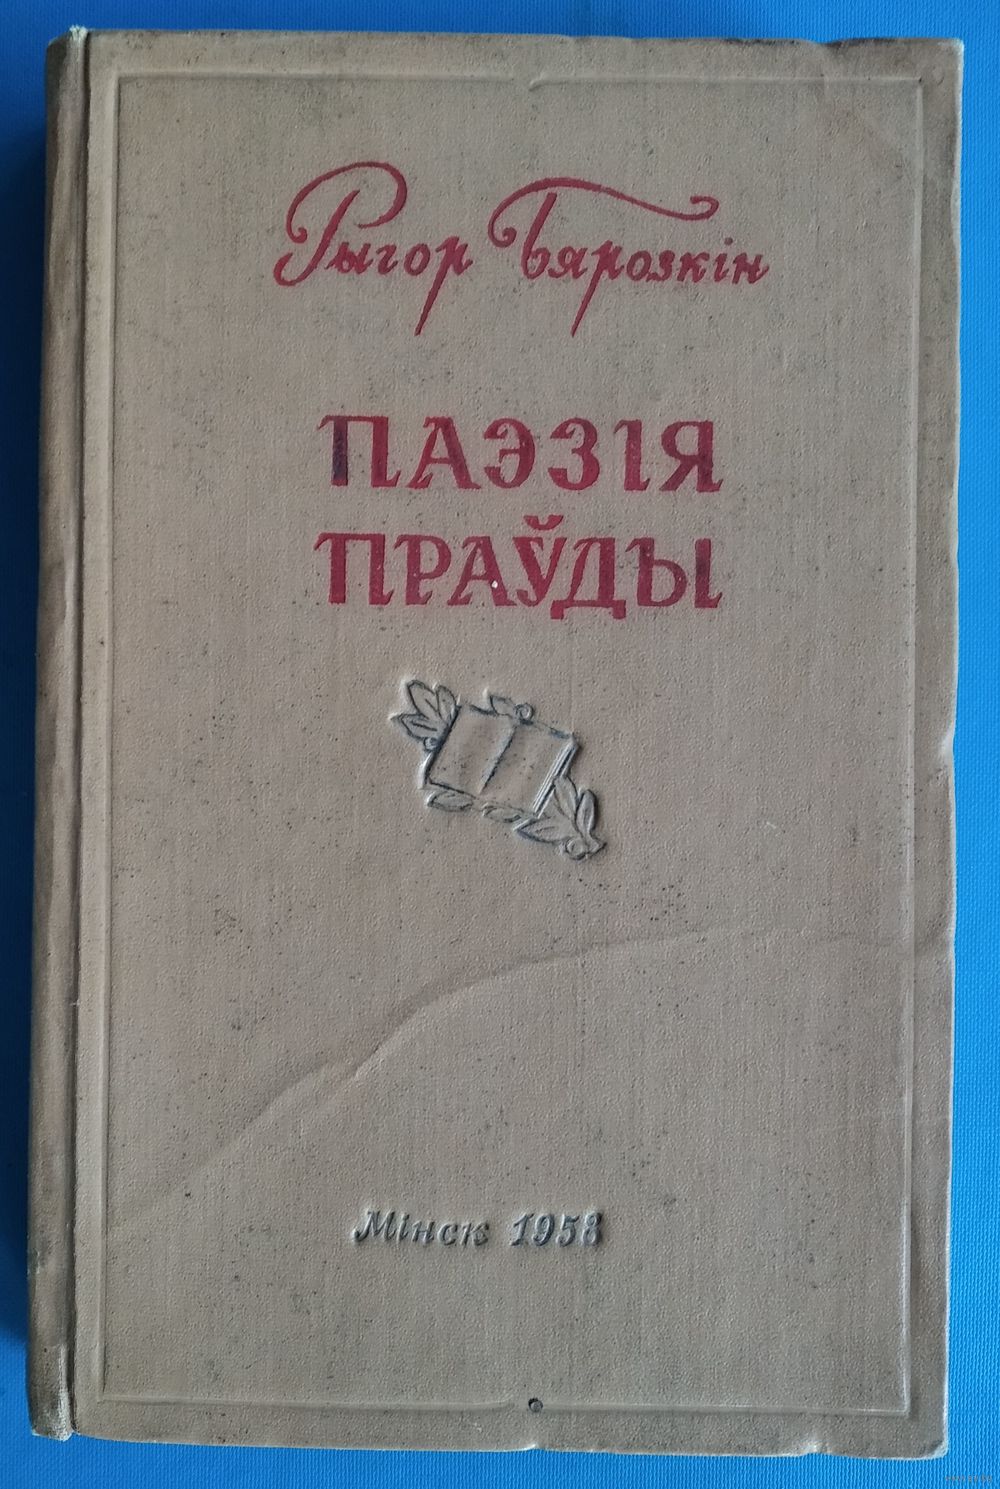 Рыгор Бярозкін
ПАЭЗІЯ
ПРАЎДЫ
Мінск 1958